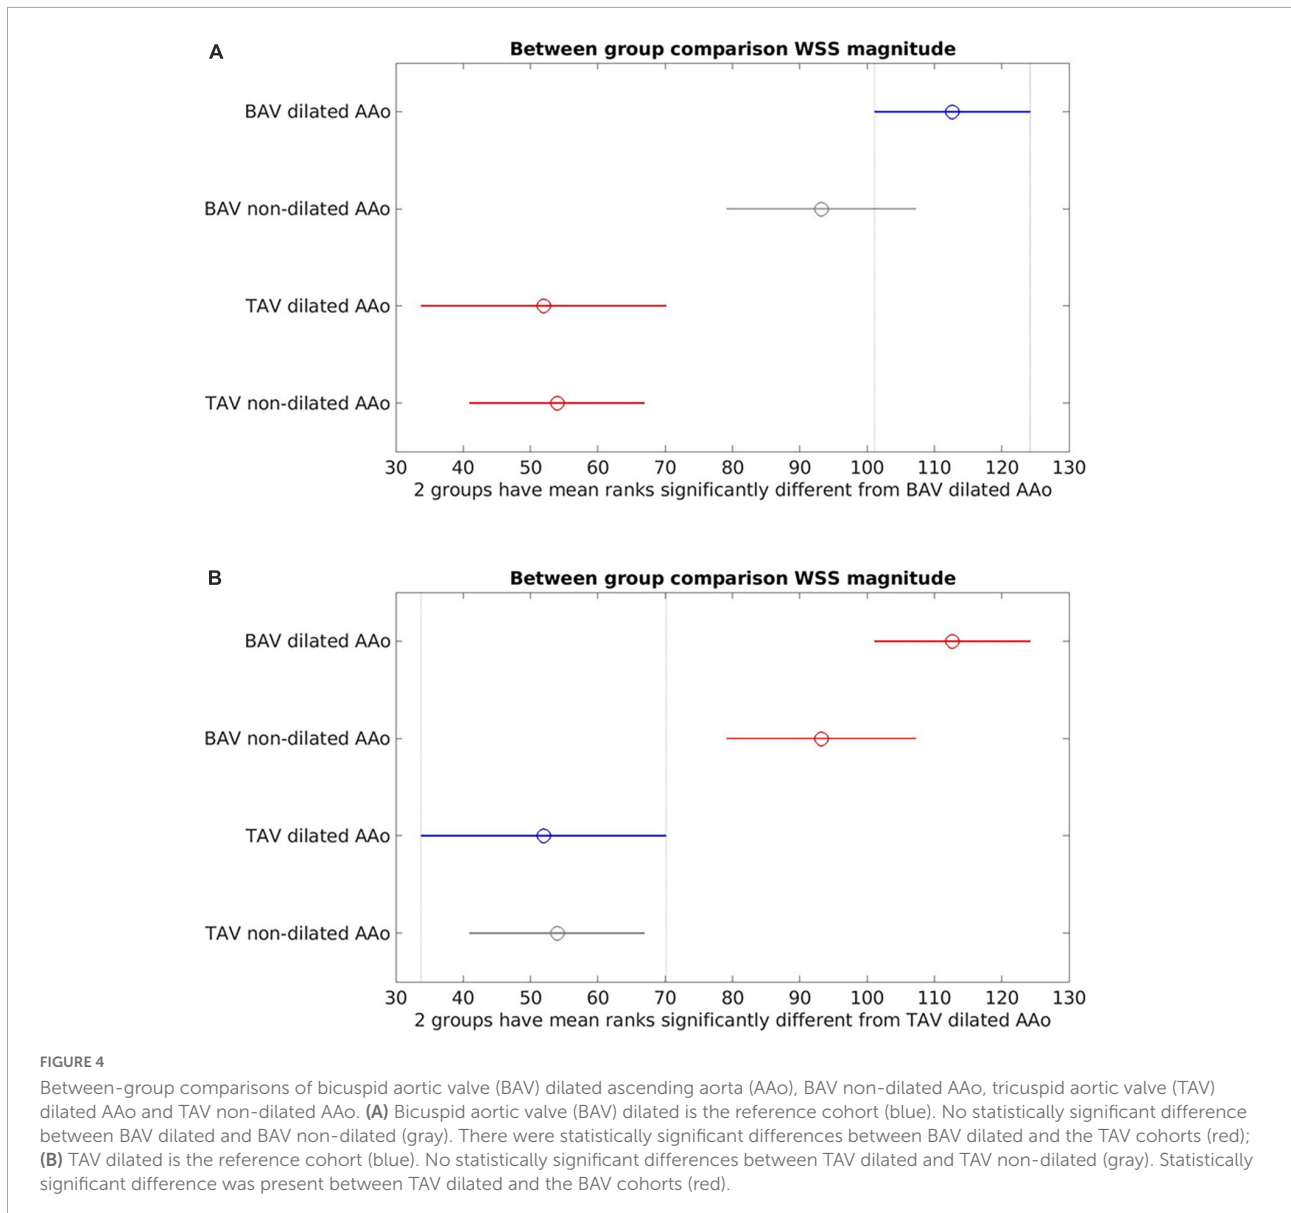 A
Between group comparison WSS magnitude
BAV dilated AAo
BAV non-dilated AAo
TAV dilated AAo
TAV non-dilated AAo
30 40 50 60 70 80 90 100 110 120 130
2 groups have mean ranks significantly different from BAV dilated AAo
B
Between group comparison WSS magnitude
BAV dilated AAo
BAV non-dilated AAo
TAV dilated AAo
TAV non-dilated AAo
30 40 50 60 70 80 90 100 110 120 130
2 groups have mean ranks significantly different from TAV dilated AAo
FIGURE 4
Between-group comparisons of bicuspid aortic valve (BAV) dilated ascending aorta (AAo), BAV non-dilated AAo, tricuspid aortic valve (TAV)
dilated AAo and TAV non-dilated AAo. (A) Bicuspid aortic valve (BAV) dilated is the reference cohort (blue). No statistically significant difference
between BAV dilated and BAV non-dilated (gray). There were statistically significant differences between BAV dilated and the TAV cohorts (red);
(B) TAV dilated is the reference cohort (blue). No statistically significant differences between TAV dilated and TAV non-dilated (gray). Statistically
significant difference was present between TAV dilated and the BAV cohorts (red).